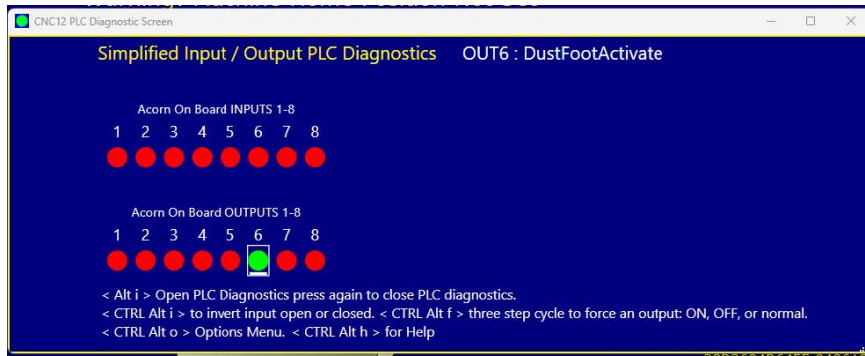 CNC12 PLC Diagnostic Screen
Simplified Input / Output PLC Diagnostics OUT6 : DustFootActivate
Acorn On Board INPUTS 1-8
1 2 3 4 5 6 7 8
Acorn On Board OUTPUTS 1-8
1 2 3 4 5 6 7 8
< Alt i > Open PLC Diagnostics press again to close PLC diagnostics.
< CTRL Alt i > to invert input open or closed. < CTRL Alt f > three step cycle to force an output: ON, OFF, or normal.
< CTRL Alt o > Options Menu. < CTRL Alt h > for Help